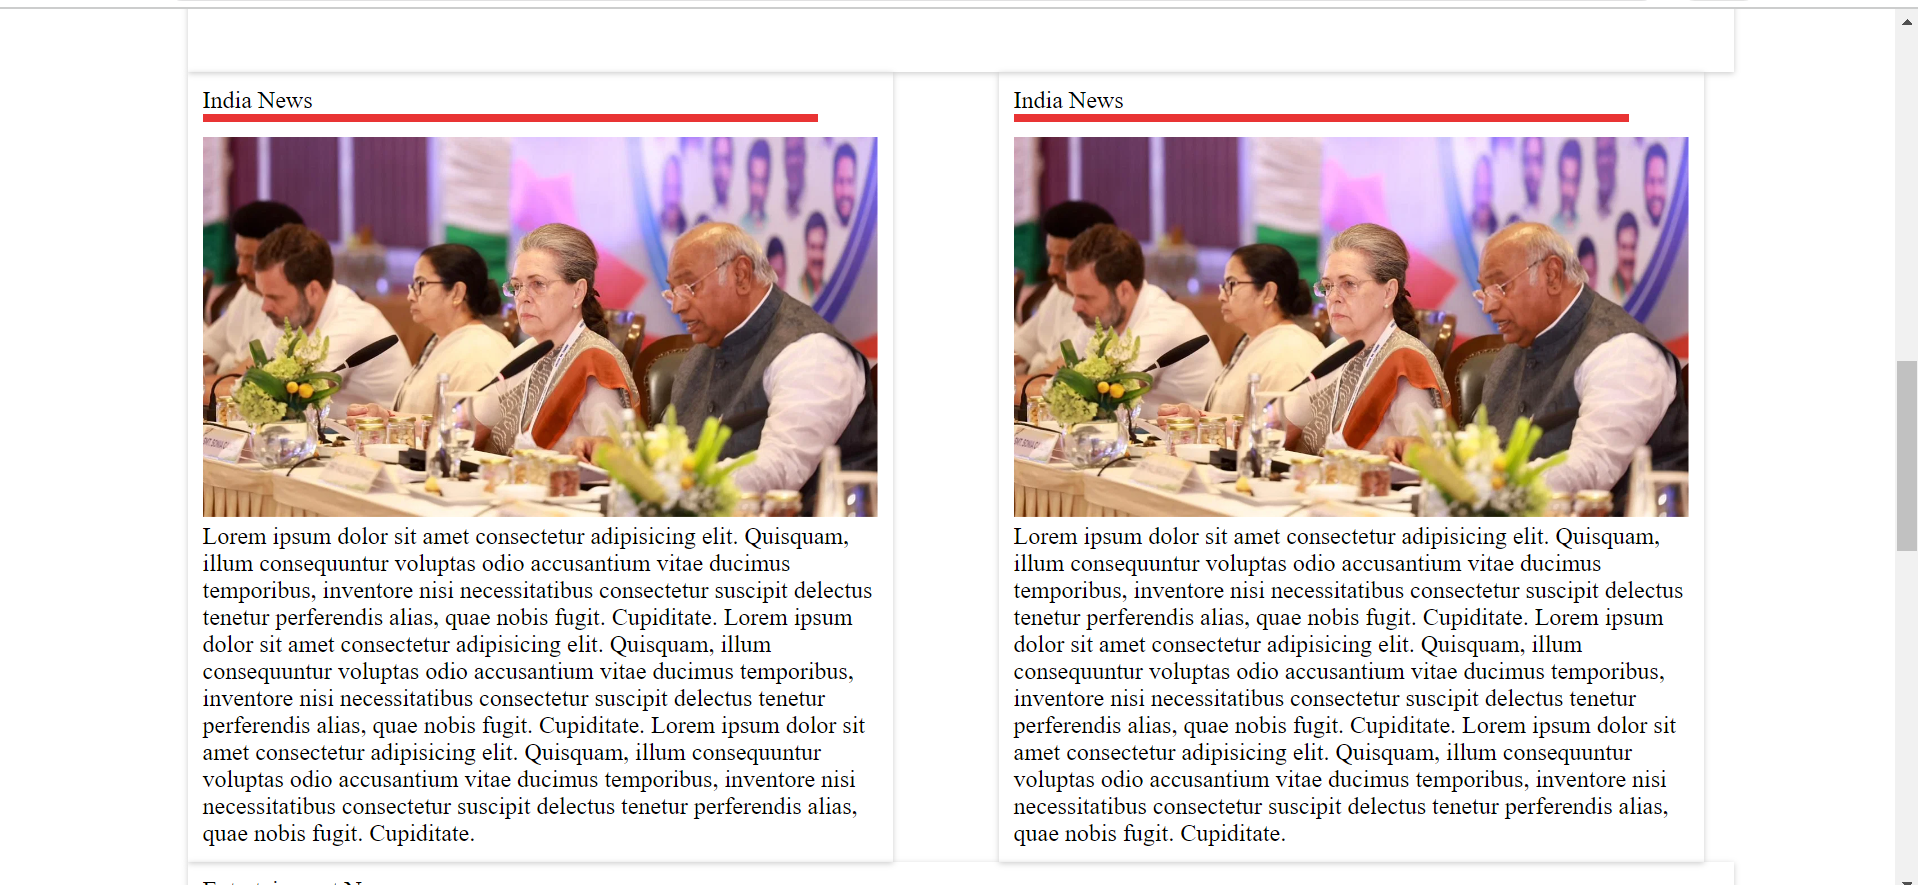 India News
Lorem ipsum dolor sit amet consectetur adipisicing elit. Quisquam,
illum consequuntur voluptas odio accusantium vitae ducimus
temporibus, inventore nisi necessitatibus consectetur suscipit delectus
tenetur perferendis alias, quae nobis fugit. Cupiditate. Lorem ipsum
dolor sit amet consectetur adipisicing elit. Quisquam, illum
consequuntur voluptas odio accusantium vitae ducimus temporibus,
inventore nisi necessitatibus consectetur suscipit delectus tenetur
perferendis alias, quae nobis fugit. Cupiditate. Lorem ipsum dolor sit
amet consectetur adipisicing elit. Quisquam, illum consequuntur
voluptas odio accusantium vitae ducimus temporibus, inventore nisi
necessitatibus consectetur suscipit delectus tenetur perferendis alias,
quae nobis fugit. Cupiditate.
India News
Lorem ipsum dolor sit amet consectetur adipisicing elit. Quisquam,
illum consequuntur voluptas odio accusantium vitae ducimus
temporibus, inventore nisi necessitatibus consectetur suscipit delectus
tenetur perferendis alias, quae nobis fugit. Cupiditate. Lorem ipsum
dolor sit amet consectetur adipisicing elit. Quisquam, illum
consequuntur voluptas odio accusantium vitae ducimus temporibus,
inventore nisi necessitatibus consectetur suscipit delectus tenetur
perferendis alias, quae nobis fugit. Cupiditate. Lorem ipsum dolor sit
amet consectetur adipisicing elit. Quisquam, illum consequuntur
voluptas odio accusantium vitae ducimus temporibus, inventore nisi
necessitatibus consectetur suscipit delectus tenetur perferendis alias,
quae nobis fugit. Cupiditate.